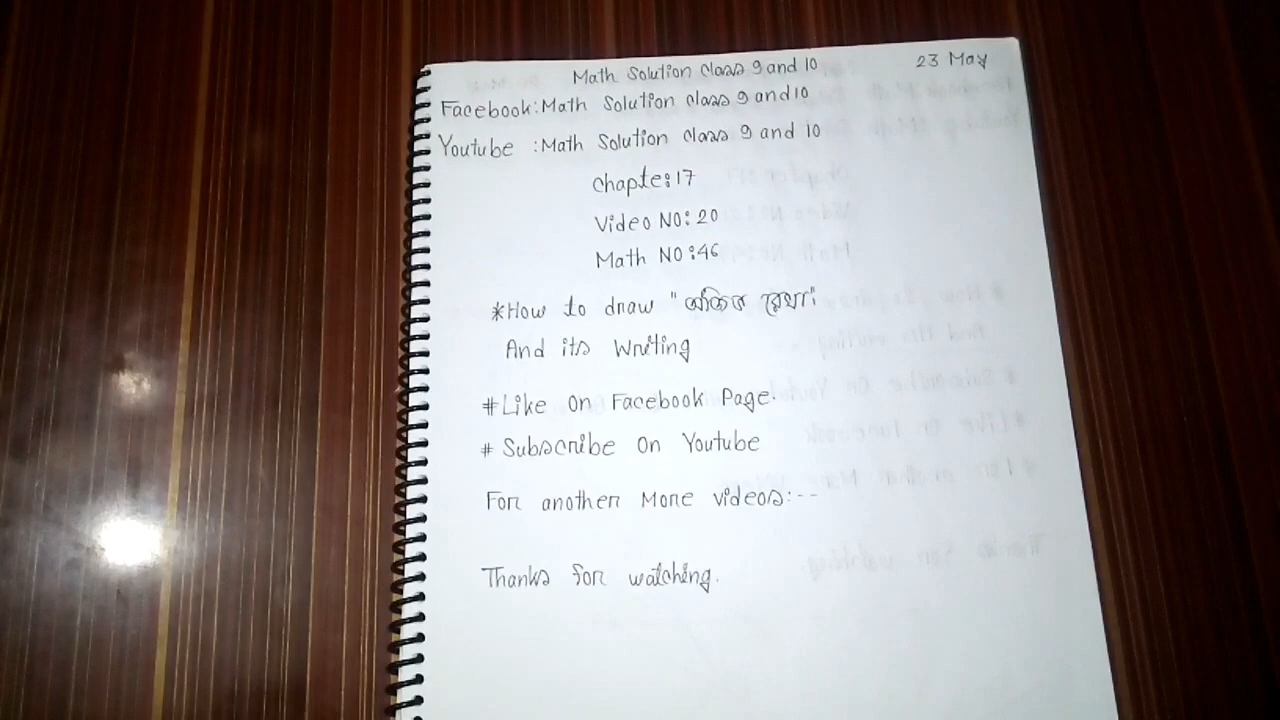 Math Solution class 9 and 10 23 May
Facebook:Math Solution class 9 and 10
Youtube :Math Solution class 9 and 10
Chapte:17
Video NO: 20
Math NO:46
*How to draw "অজিব রেখা"
And its Writing
#Like On Facebook Page
# Subscribe On Youtube
For another More videos:--
Thanks for watching.